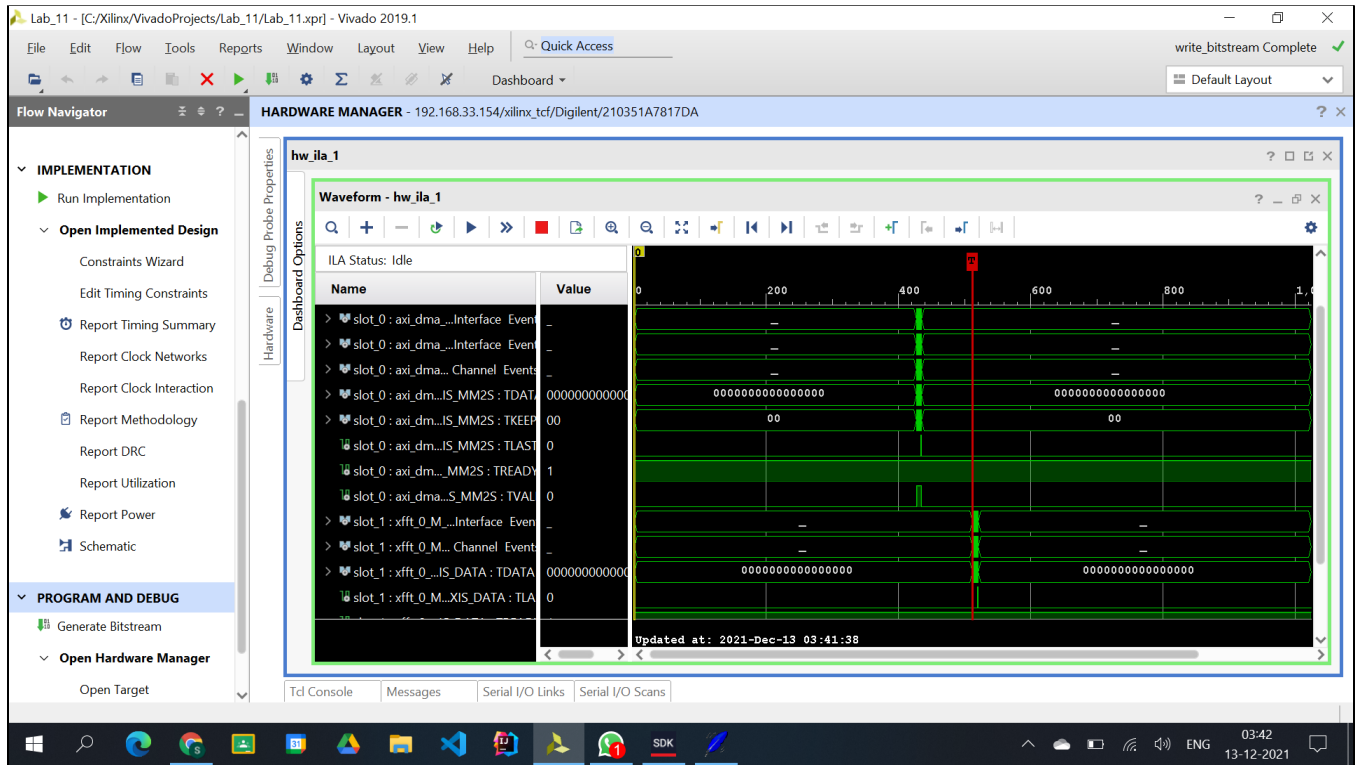 Lab_11 - [C:/Xilinx/VivadoProjects/Lab_11/Lab_11.xpr] - Vivado 2019.1
File Edit Flow Tools Reports Window Layout View Help Quick Access write_bitstream Complete
Dashboard Default Layout
Flow Navigator
HARDWARE MANAGER - 192.168.33.154/xilinx_tcf/Digilent/210351A7817DA
IMPLEMENTATION
Run Implementation
Open Implemented Design
Constraints Wizard
Edit Timing Constraints
Report Timing Summary
Report Clock Networks
Report Clock Interaction
Report Methodology
Report DRC
Report Utilization
Report Power
Schematic
PROGRAM AND DEBUG
Generate Bitstream
Open Hardware Manager
Open Target
Debug Probe Properties
Hardware
Dashboard Options
hw_ila_1
Waveform - hw_ila_1
ILA Status: Idle
Name Value
0
0 200 400 600 800 1,0
slot_0 : axi_dma_...Interface Event _
slot_0 : axi_dma_...Interface Event _
slot_0 : axi_dma... Channel Events _
slot_0 : axi_dm...IS_MM2S : TDATA 000000000000 0000000000000000 0000000000000000
slot_0 : axi_dm...IS_MM2S : TKEEP 00 00 00
slot_0 : axi_dm...IS_MM2S : TLAST 0
slot_0 : axi_dm..._MM2S : TREADY 1
slot_0 : axi_dma...S_MM2S : TVAL 0
slot_1 : xfft_0_M_...Interface Even _
slot_1 : xfft_0_M... Channel Event _
slot_1 : xfft_0_...IS_DATA : TDATA 000000000000 0000000000000000 0000000000000000
slot_1 : xfft_0_M...XIS_DATA : TLA 0
Updated at: 2021-Dec-13 03:41:38
Tcl Console Messages Serial I/O Links Serial I/O Scans
31
1
SDK
ENG
03:42
13-12-2021